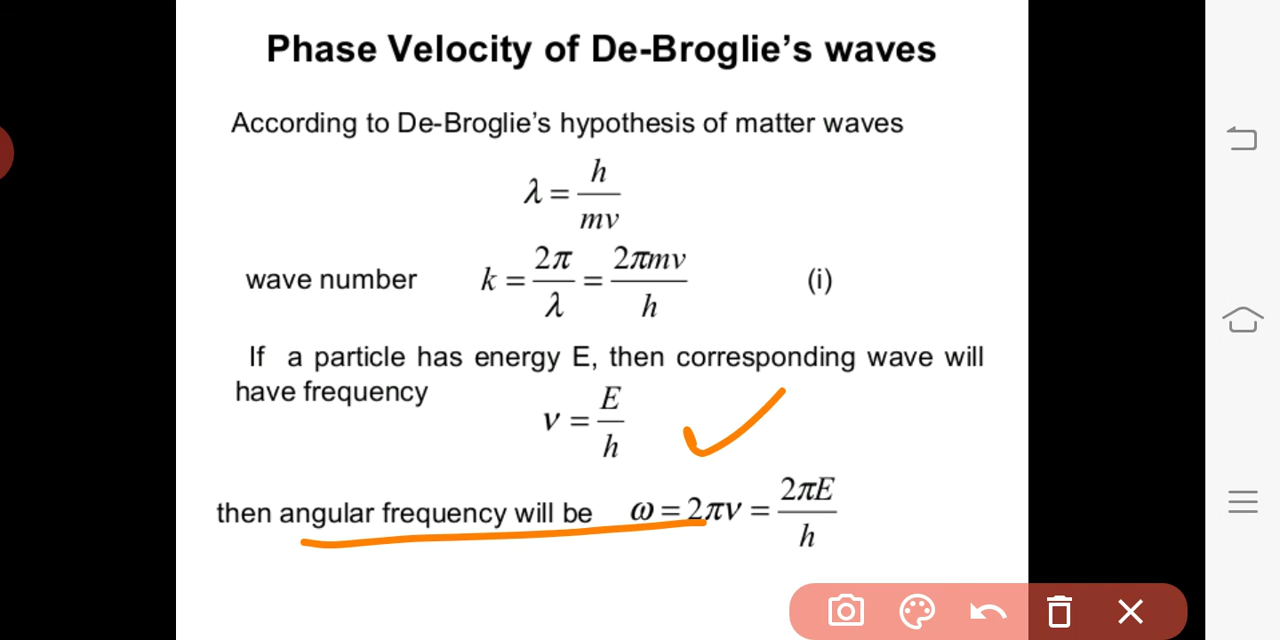 Phase Velocity of De-Broglie's waves
According to De-Broglie's hypothesis of matter waves
λ = h/mv
wave number k = 2π/λ = 2πmv/h (i)
If a particle has energy E, then corresponding wave will
have frequency
ν = E/h
then angular frequency will be ω = 2πν = 2πE/h